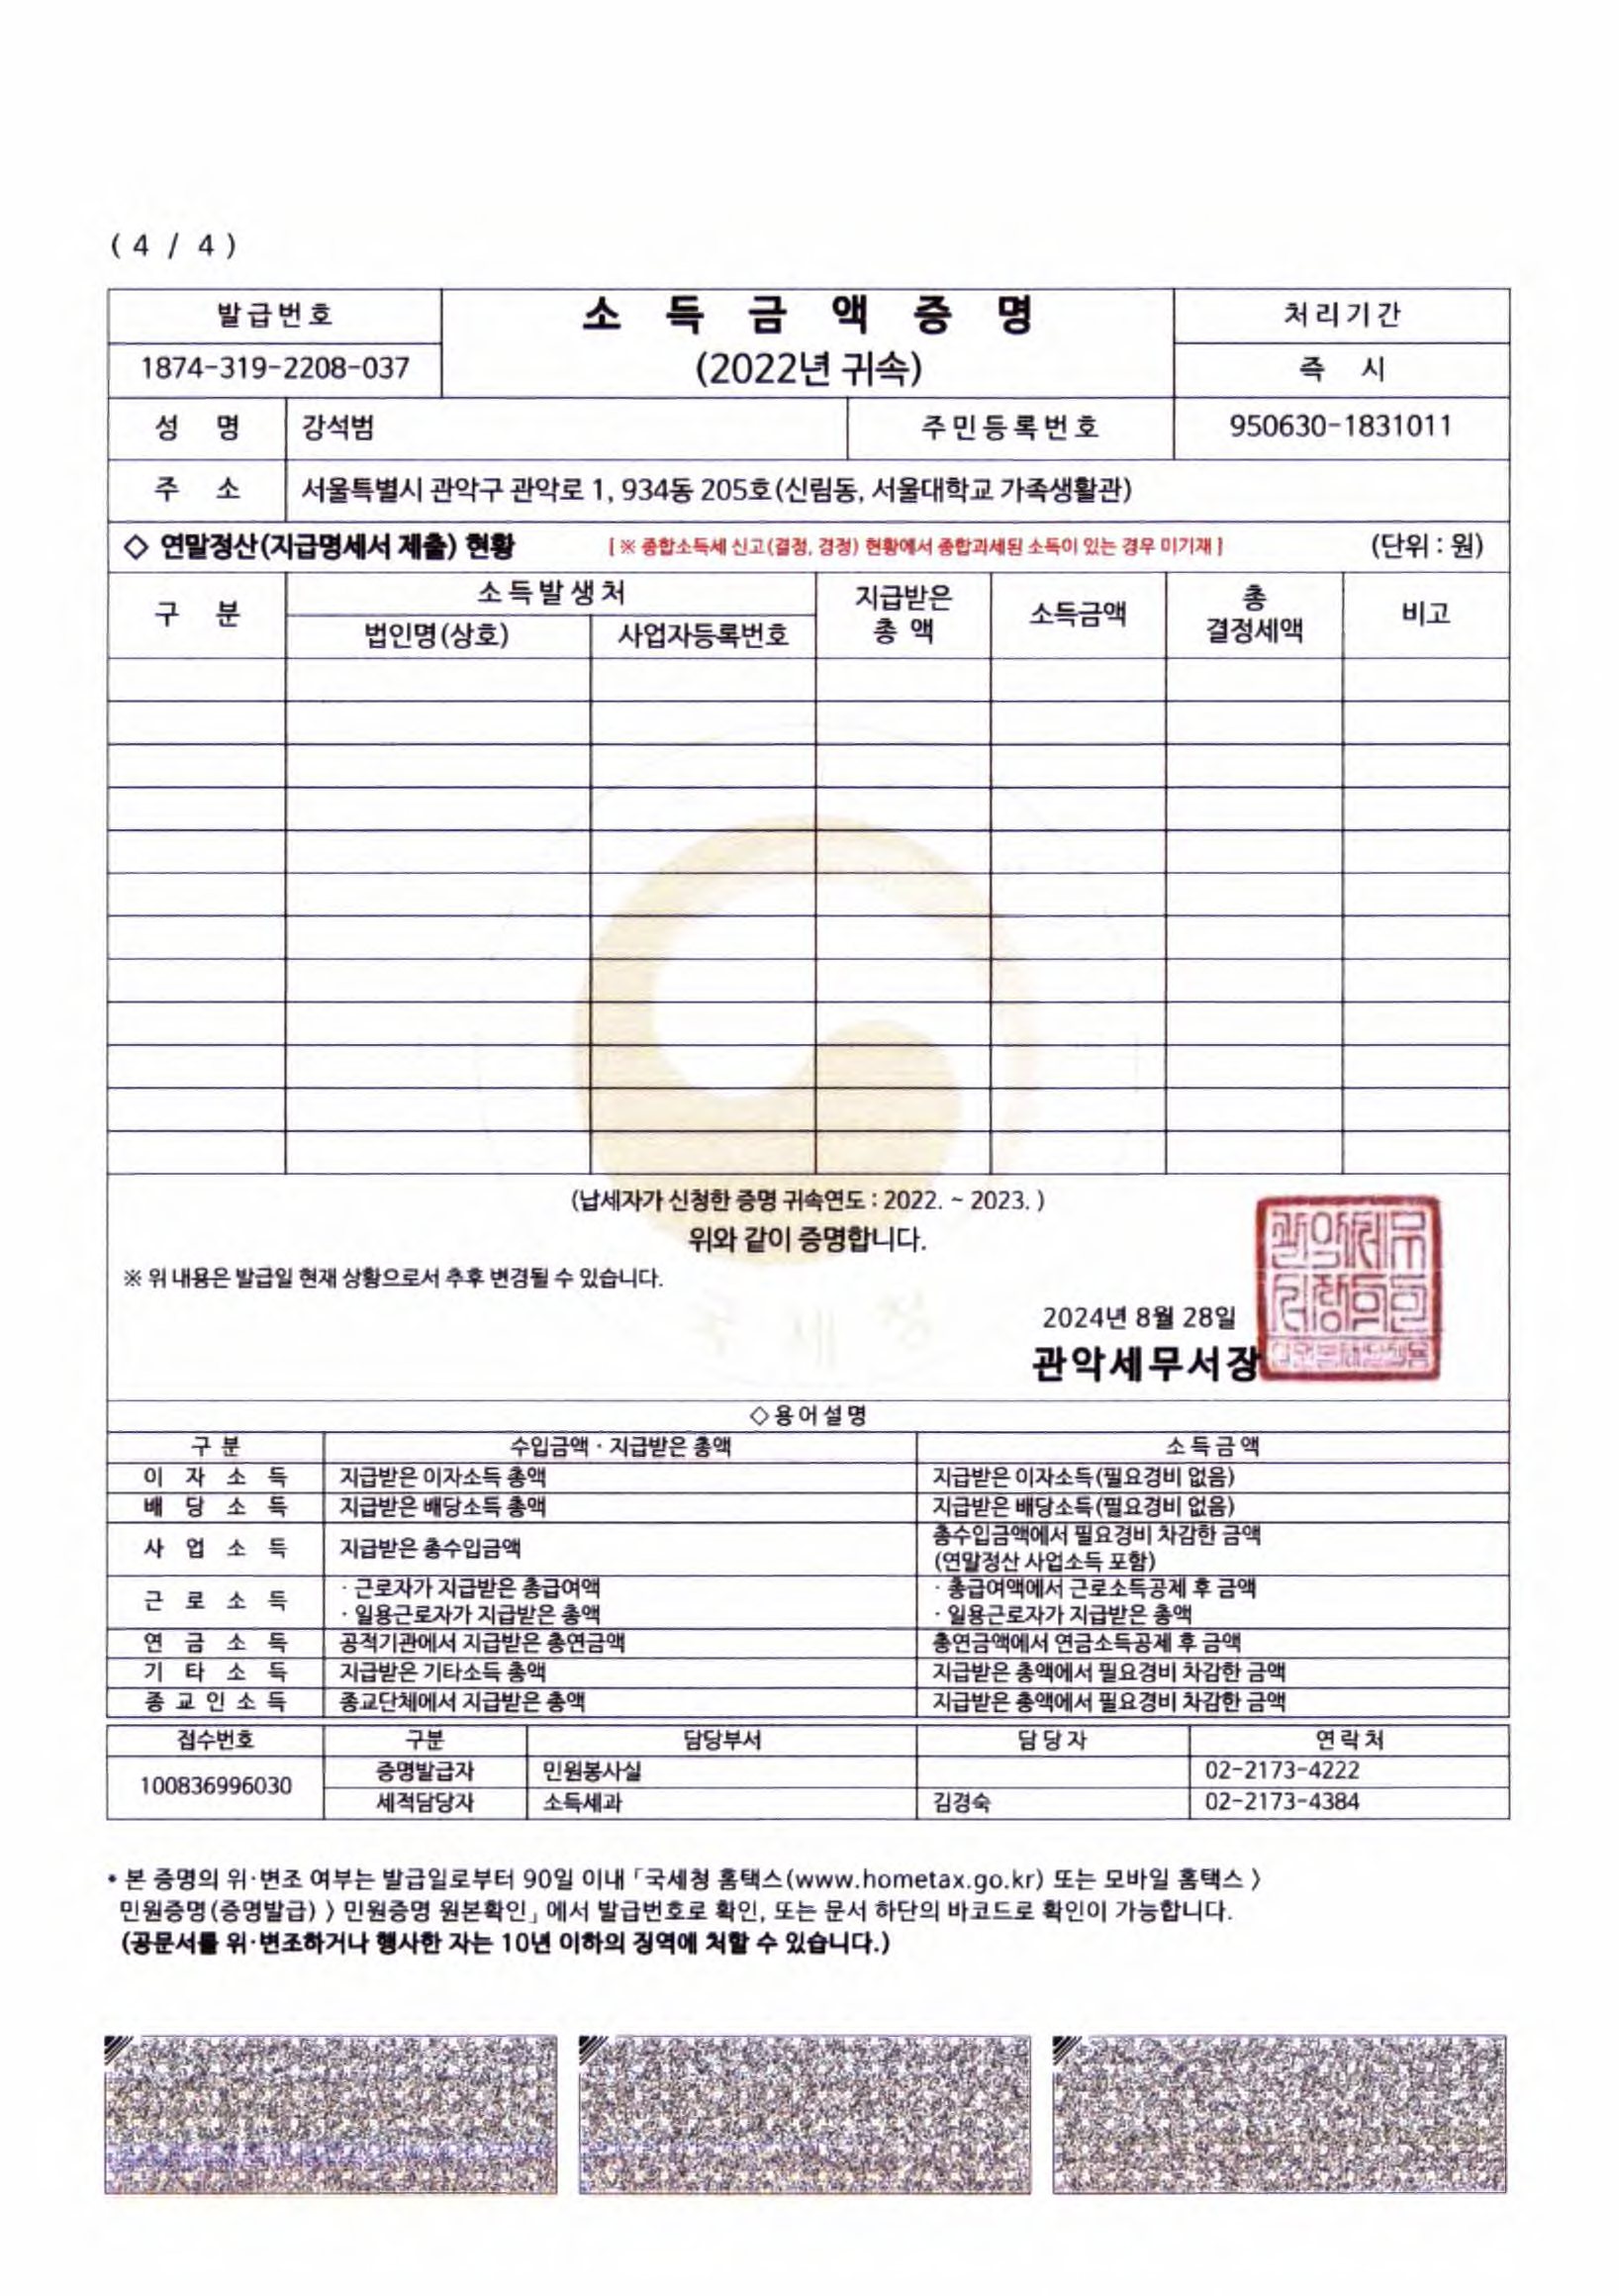 ( 4 / 4 )
발급번호
소 득 금 액 증 명
처리기간
1874-319-2208-037
(2022년 귀속)
즉 시
성 명 강석범 주민등록번호 950630-1831011
주 소 서울특별시 관악구 관악로 1, 934동 205호(신림동, 서울대학교 가족생활관)
◇ 연말정산(지급명세서 제출) 현황 [ ※ 종합소득세 신고(결정, 경정) 현황에서 종합과세된 소득이 있는 경우 미기재 ] (단위 : 원)
구 분
소득발생처
법인명(상호) 사업자등록번호
지급받은
총 액
소득금액
총
결정세액
비고
(납세자가 신청한 증명 귀속연도 : 2022. ~ 2023. )
위와 같이 증명합니다.
※ 위 내용은 발급일 현재 상황으로서 추후 변경될 수 있습니다.
국 세 청
2024년 8월 28일
관악세무서장
◇용어설명
구 분 수입금액 · 지급받은 총액 소득금액
이 자 소 득 지급받은 이자소득 총액 지급받은 이자소득(필요경비 없음)
배 당 소 득 지급받은 배당소득 총액 지급받은 배당소득(필요경비 없음)
사 업 소 득 지급받은 총수입금액 총수입금액에서 필요경비 차감한 금액
(연말정산 사업소득 포함)
근 로 소 득 · 근로자가 지급받은 총급여액 · 총급여액에서 근로소득공제 후 금액
· 일용근로자가 지급받은 총액 · 일용근로자가 지급받은 총액
연 금 소 득 공적기관에서 지급받은 총연금액 총연금액에서 연금소득공제 후 금액
기 타 소 득 지급받은 기타소득 총액 지급받은 총액에서 필요경비 차감한 금액
종교인소득 종교단체에서 지급받은 총액 지급받은 총액에서 필요경비 차감한 금액
접수번호 구분 담당부서 담당자 연락처
100836996030
증명발급자 민원봉사실 02-2173-4222
세적담당자 소득세과 김경숙 02-2173-4384
* 본 증명의 위·변조 여부는 발급일로부터 90일 이내 「국세청 홈택스(www.hometax.go.kr) 또는 모바일 홈택스 〉
민원증명(증명발급) 〉 민원증명 원본확인」에서 발급번호로 확인, 또는 문서 하단의 바코드로 확인이 가능합니다.
(공문서를 위·변조하거나 행사한 자는 10년 이하의 징역에 처할 수 있습니다.)